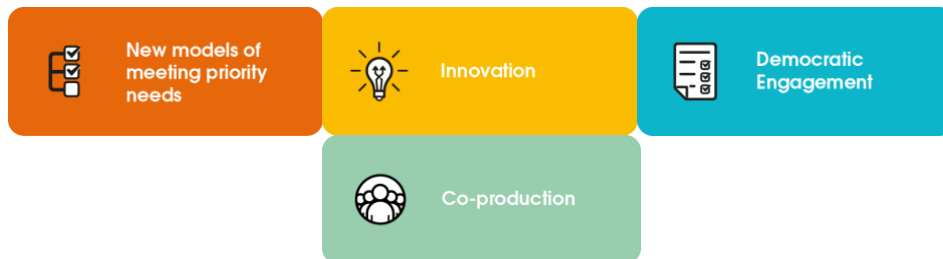 New models of
meeting priority
needs
Innovation
Democratic
Engagement
Co-production